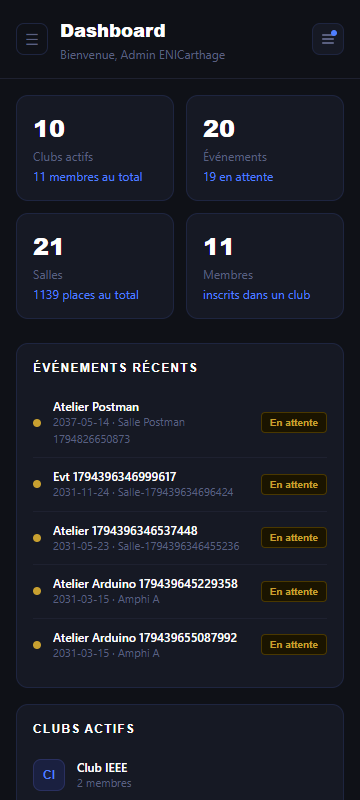 Dashboard
Bienvenue, Admin ENICarthage
10
Clubs actifs
11 membres au total
20
Événements
19 en attente
21
Salles
1139 places au total
11
Membres
inscrits dans un club
ÉVÉNEMENTS RÉCENTS
Atelier Postman
2037-05-14 · Salle Postman
1794826650873
En attente
Evt 1794396346999617
2031-11-24 · Salle-179439634696424
En attente
Atelier 1794396346537448
2031-05-23 · Salle-1794396346455236
En attente
Atelier Arduino 179439645229358
2031-03-15 · Amphi A
En attente
Atelier Arduino 179439655087992
2031-03-15 · Amphi A
En attente
CLUBS ACTIFS
CI
Club IEEE
2 membres